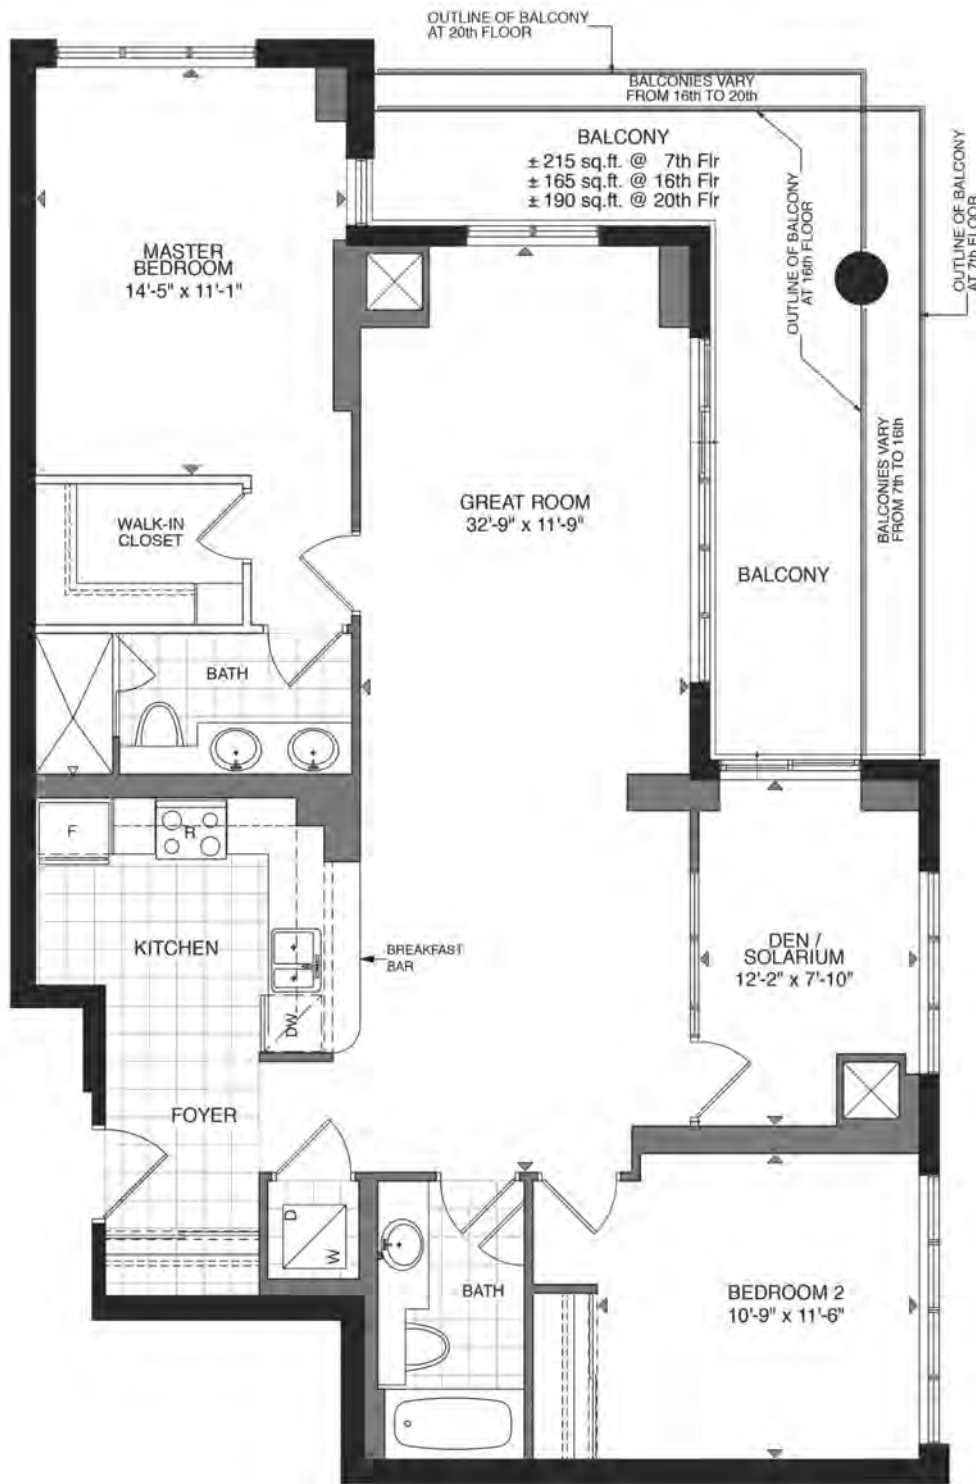 OUTLINE OF BALCONY
AT 20th FLOOR
BALCONIES VARY
FROM 16th TO 20th
BALCONY
± 215 sq.ft. @ 7th Flr
± 165 sq.ft. @ 16th Flr
± 190 sq.ft. @ 20th Flr
OUTLINE OF BALCONY
AT 16th FLOOR
OUTLINE OF BALCONY
AT 7th FLOOR
MASTER
BEDROOM
14'-5" x 11'-1"
BALCONIES VARY
FROM 7th TO 16th
GREAT ROOM
32'-9" x 11'-9"
WALK-IN
CLOSET
BALCONY
BATH
F
R
KITCHEN
BREAKFAST
BAR
DEN /
SOLARIUM
12'-2" x 7'-10"
DW
FOYER
D
W
BATH
BEDROOM 2
10'-9" x 11'-6"